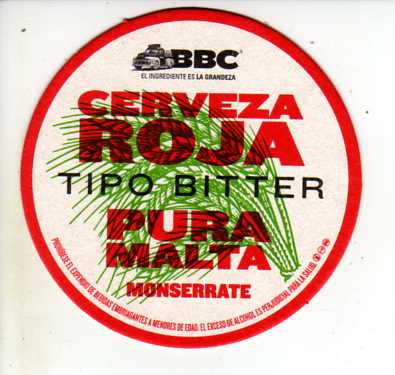 BBC
EL INGREDIENTE ES LA GRANDEZA
CERVEZA
ROJA
TIPO BITTER
PURA
MALTA
MONSERRATE
PROHÍBESE EL EXPENDIO DE BEBIDAS EMBRIAGANTES A MENORES DE EDAD. EL EXCESO DE ALCOHOL ES PERJUDICIAL PARA LA SALUD.